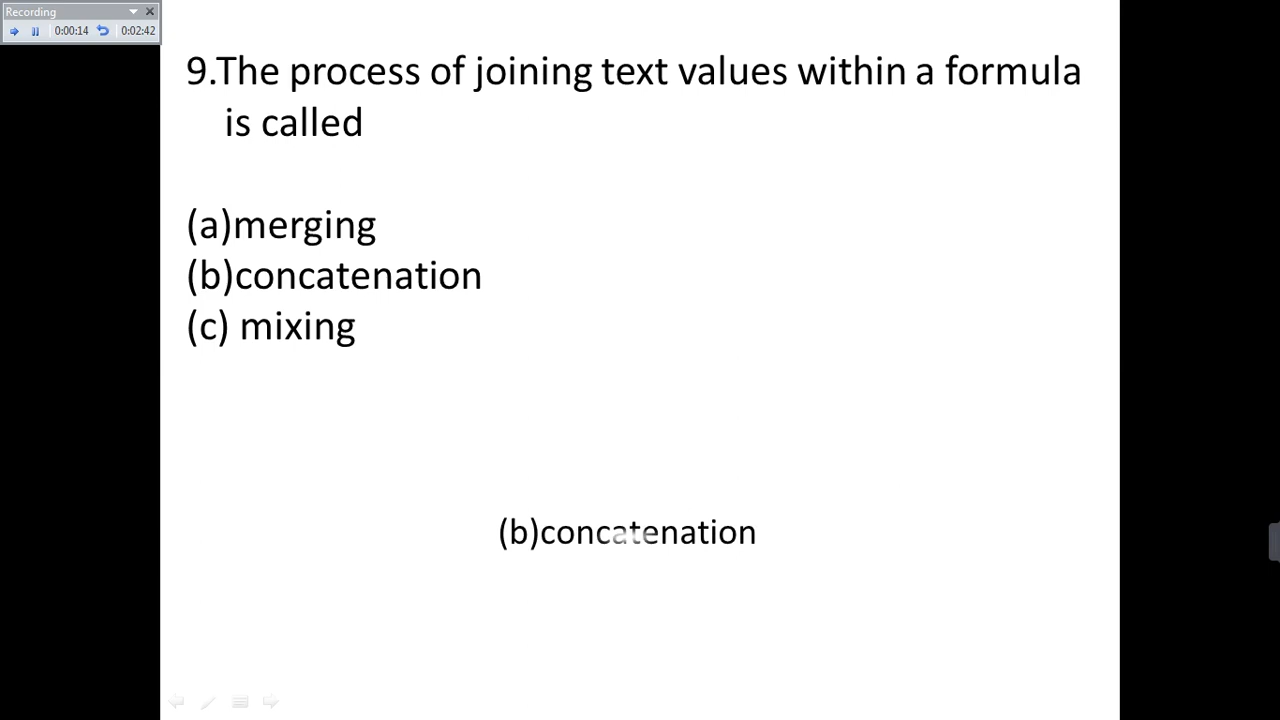 Recording
0:00:14 0:02:42
9.The process of joining text values within a formula
is called
(a)merging
(b)concatenation
(c) mixing
(b)concatenation